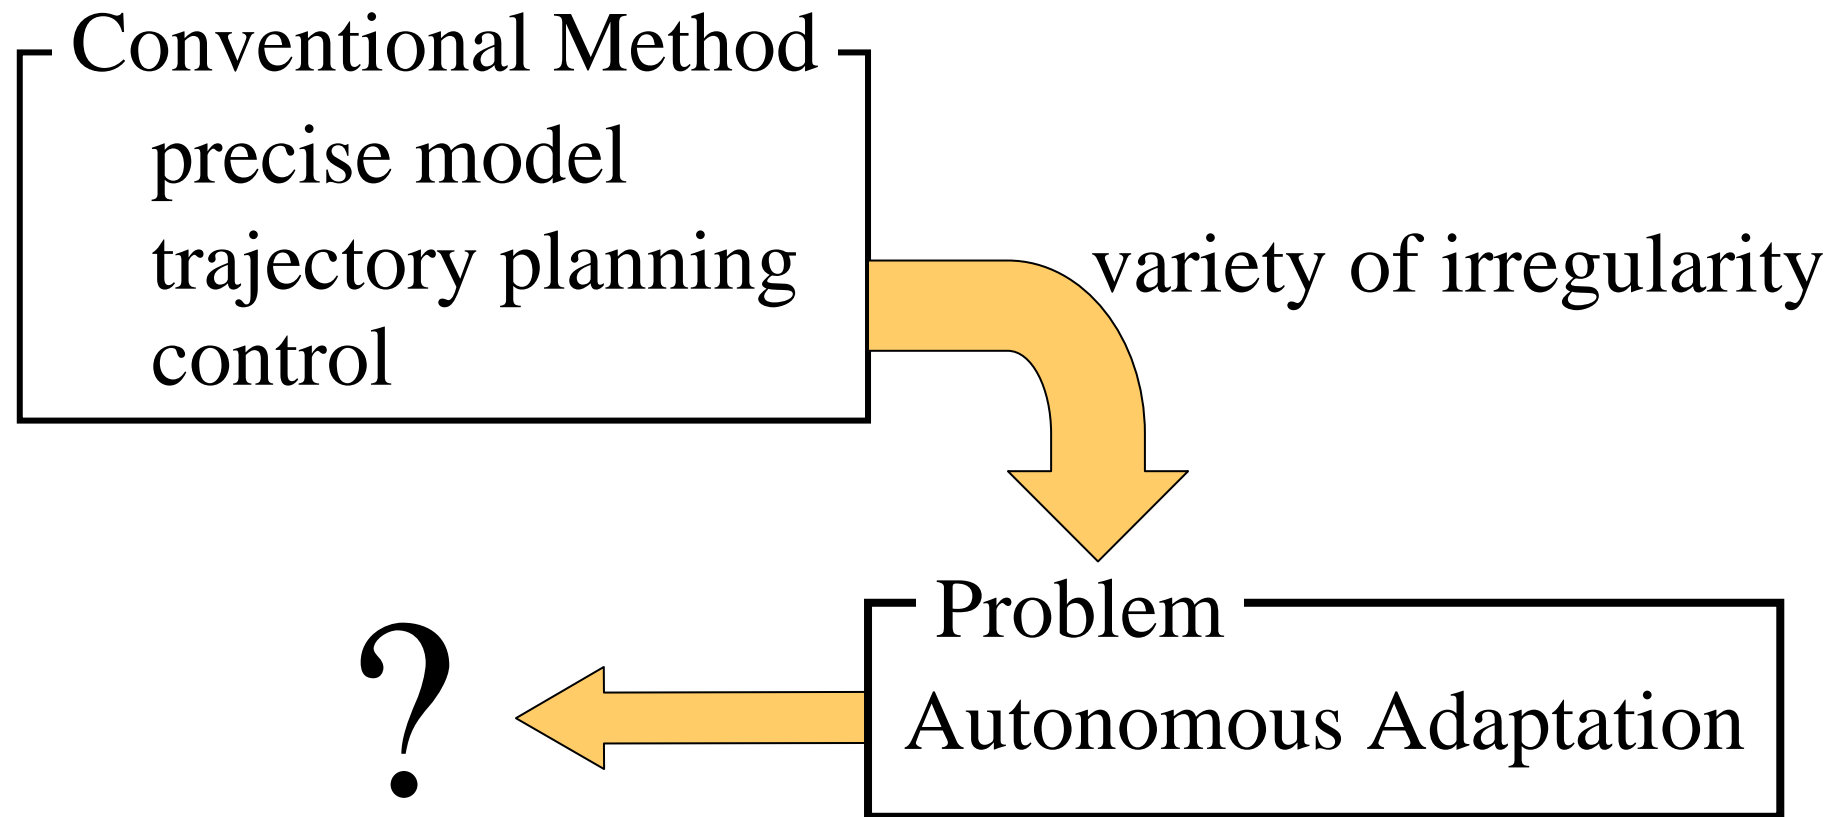 Conventional Method
precise model
trajectory planning
control
variety of irregularity
Problem
Autonomous Adaptation
?